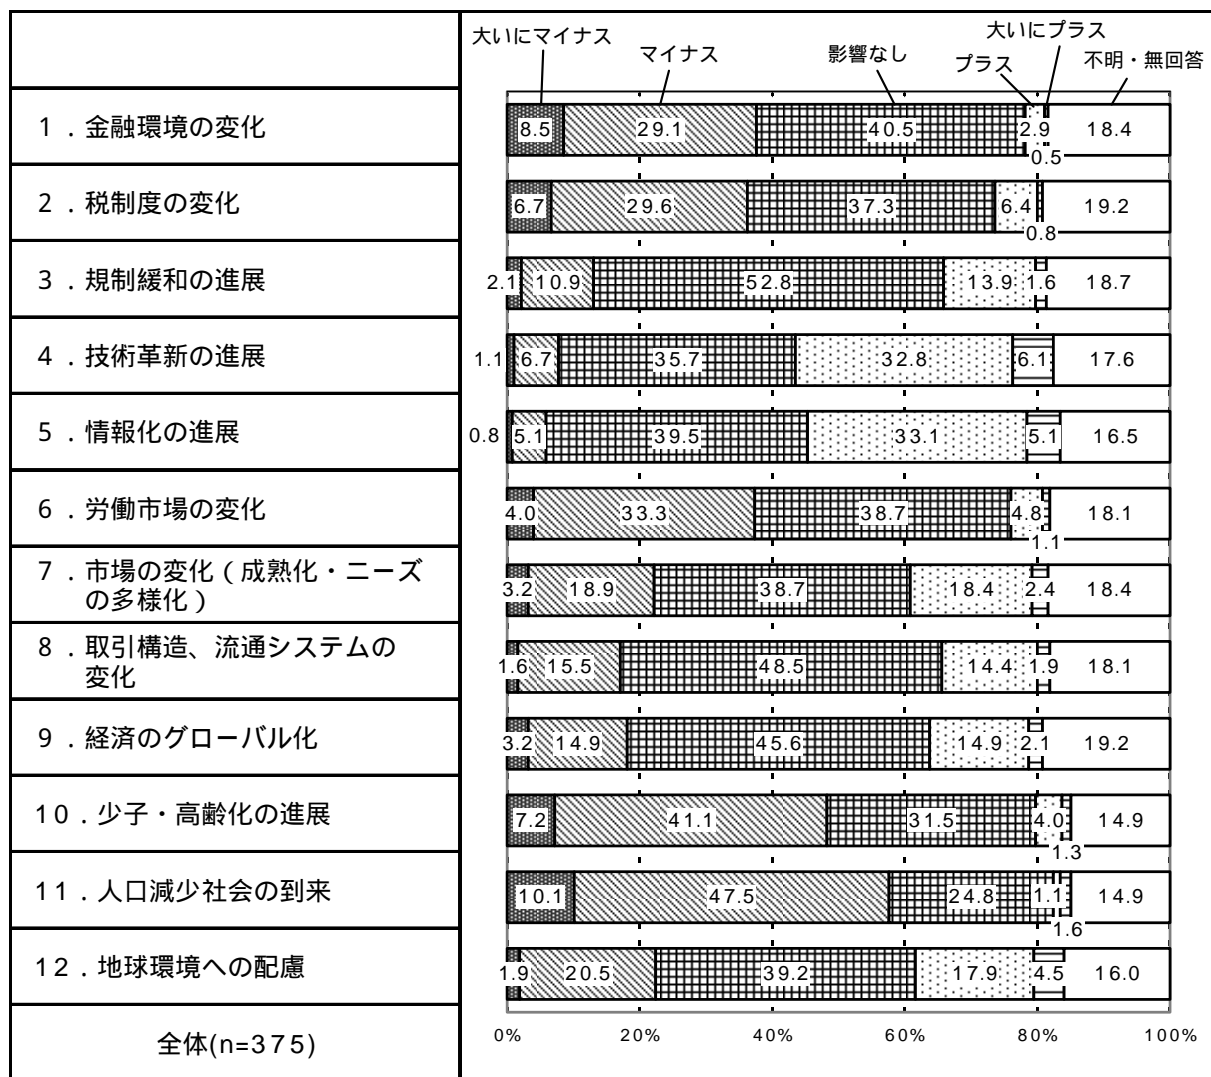 大いにマイナス
マイナス
影響なし
プラス
大いにプラス
不明・無回答
1.金融環境の変化
8.5 29.1 40.5 2.9 0.5 18.4
2.税制度の変化
6.7 29.6 37.3 6.4 0.8 19.2
3.規制緩和の進展
2.1 10.9 52.8 13.9 1.6 18.7
4.技術革新の進展
1.1 6.7 35.7 32.8 6.1 17.6
5.情報化の進展
0.8 5.1 39.5 33.1 5.1 16.5
6.労働市場の変化
4.0 33.3 38.7 4.8 1.1 18.1
7.市場の変化(成熟化・ニーズ
の多様化)
3.2 18.9 38.7 18.4 2.4 18.4
8.取引構造、流通システムの
変化
1.6 15.5 48.5 14.4 1.9 18.1
9.経済のグローバル化
3.2 14.9 45.6 14.9 2.1 19.2
10.少子・高齢化の進展
7.2 41.1 31.5 4.0 1.3 14.9
11.人口減少社会の到来
10.1 47.5 24.8 1.1 1.6 14.9
12.地球環境への配慮
1.9 20.5 39.2 17.9 4.5 16.0
全体(n=375)
0% 20% 40% 60% 80% 100%